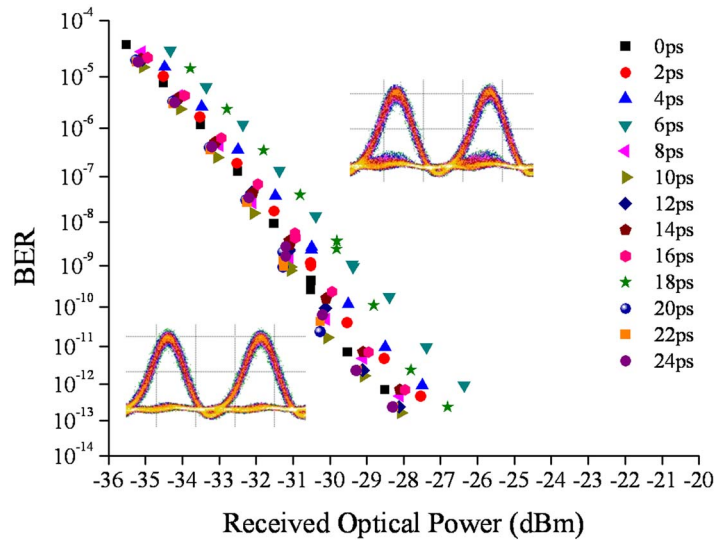 BER
10⁻⁴
10⁻⁵
10⁻⁶
10⁻⁷
10⁻⁸
10⁻⁹
10⁻¹⁰
10⁻¹¹
10⁻¹²
10⁻¹³
10⁻¹⁴
0ps
2ps
4ps
6ps
8ps
10ps
12ps
14ps
16ps
18ps
20ps
22ps
24ps
-36 -35 -34 -33 -32 -31 -30 -29 -28 -27 -26 -25 -24 -23 -22 -21 -20
Received Optical Power (dBm)